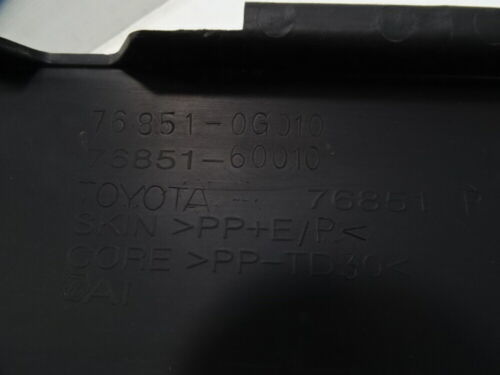 76851-0G010
76851-60010
TOYOTA -- 76851 P
SKIN >PP+E/P<
CORE >PP-TD30<